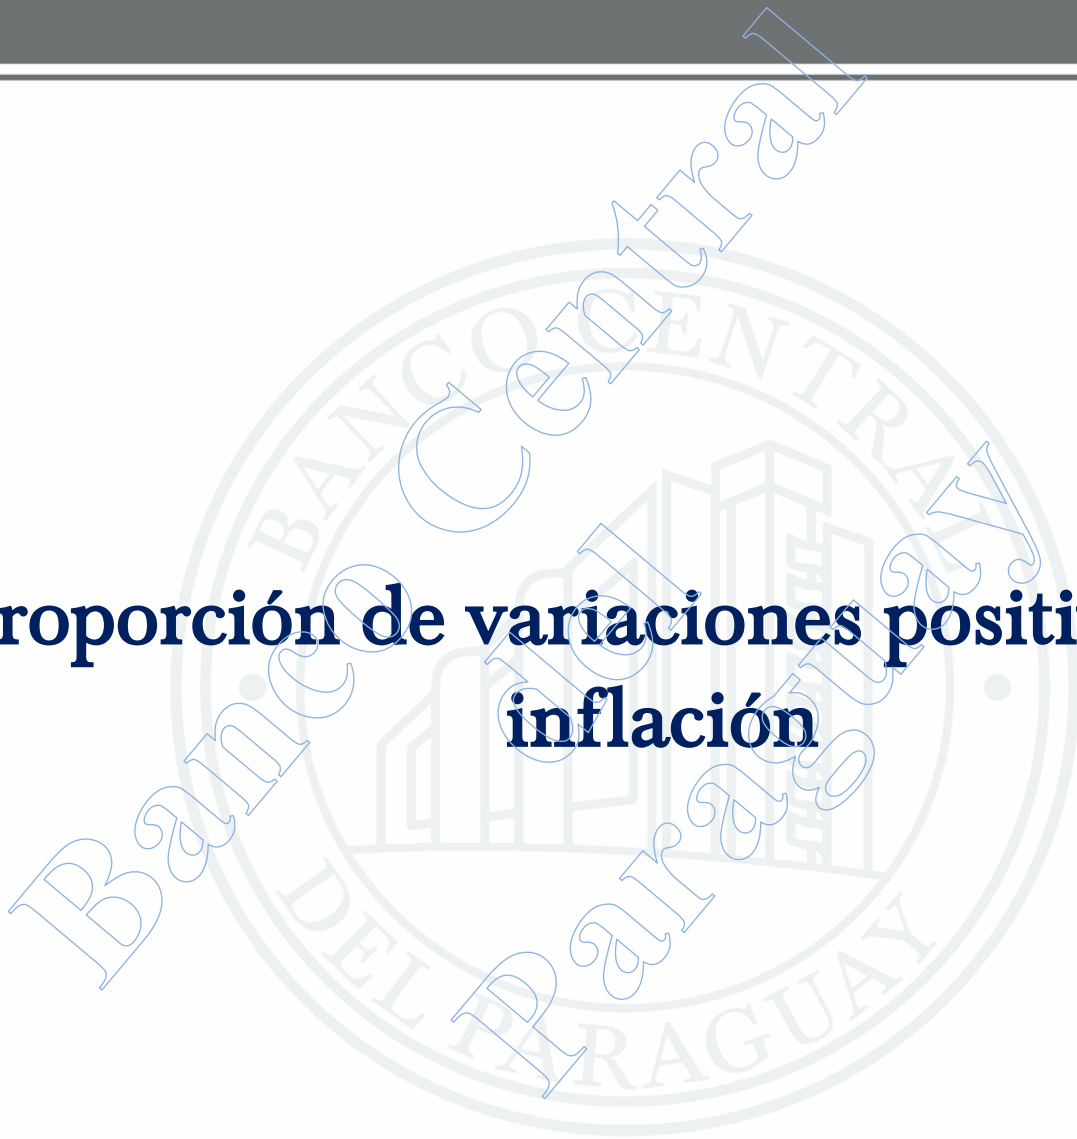 BANCO CENTRAL
DEL PARAGUAY
Banco Central
del
Paraguay
roporción de variaciones positi
inflación